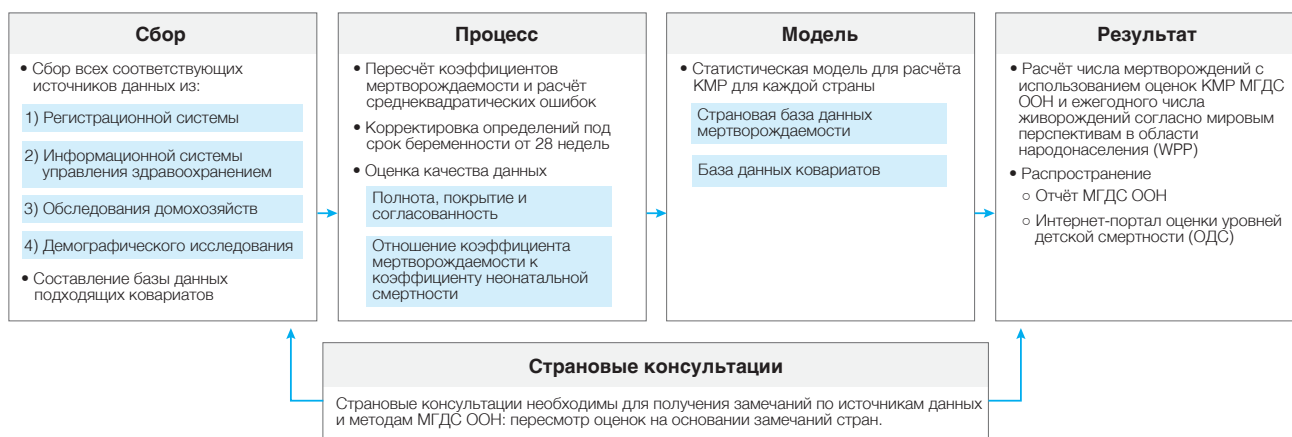 Сбор
• Сбор всех соответствующих
источников данных из:
1) Регистрационной системы
2) Информационной системы
управления здравоохранением
3) Обследования домохозяйств
4) Демографического исследования
• Составление базы данных
подходящих ковариатов
Процесс
• Пересчёт коэффициентов
мертворождаемости и расчёт
среднеквадратических ошибок
• Корректировка определений под
срок беременности от 28 недель
• Оценка качества данных
Полнота, покрытие и
согласованность
Отношение коэффициента
мертворождаемости к
коэффициенту неонатальной
смертности
Модель
• Статистическая модель для расчёта
КМР для каждой страны
Страновая база данных
мертворождаемости
База данных ковариатов
Результат
• Расчёт числа мертворождений с
использованием оценок КМР МГДС
ООН и ежегодного числа
живорождений согласно мировым
перспективам в области
народонаселения (WPP)
• Распространение
○ Отчёт МГДС ООН
○ Интернет-портал оценки уровней
детской смертности (ОДС)
Страновые консультации
Страновые консультации необходимы для получения замечаний по источникам данных
и методам МГДС ООН: пересмотр оценок на основании замечаний стран.